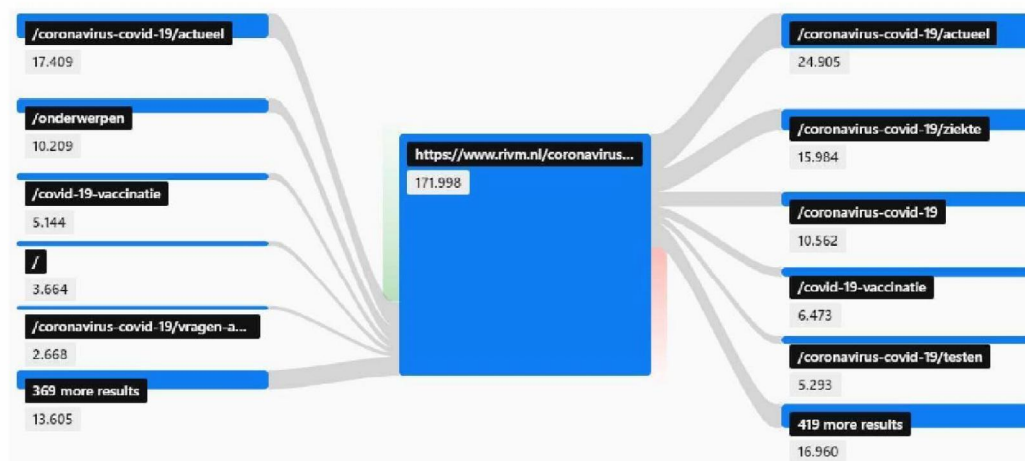 /coronavirus-covid-19/actueel
17.409
/onderwerpen
10.209
/covid-19-vaccinatie
5.144
/
3.664
/coronavirus-covid-19/vragen-a...
2.668
369 more results
13.605
https://www.rivm.nl/coronavirus...
171.998
/coronavirus-covid-19/actueel
24.905
/coronavirus-covid-19/ziekte
15.984
/coronavirus-covid-19
10.562
/covid-19-vaccinatie
6.473
/coronavirus-covid-19/testen
5.293
419 more results
16.960